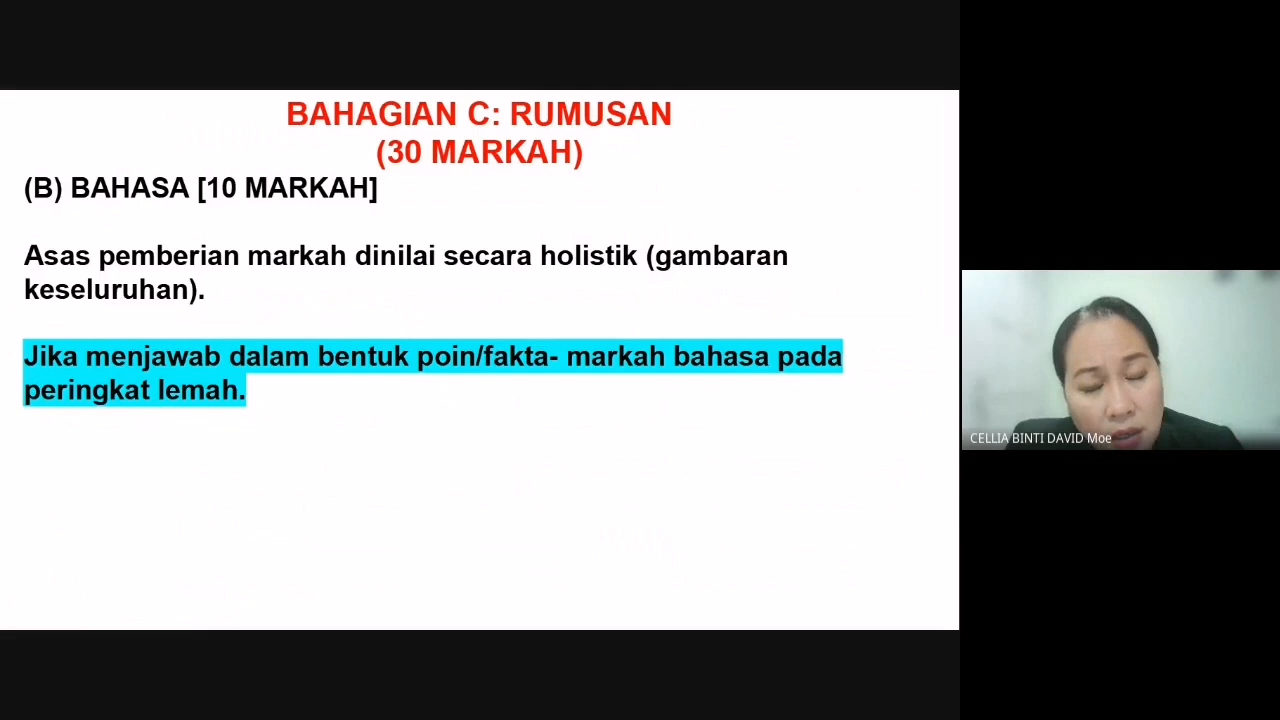 BAHAGIAN C: RUMUSAN
(30 MARKAH)
(B) BAHASA [10 MARKAH]
Asas pemberian markah dinilai secara holistik (gambaran
keseluruhan).
Jika menjawab dalam bentuk poin/fakta- markah bahasa pada
peringkat lemah.
CELLIA BINTI DAVID Moe